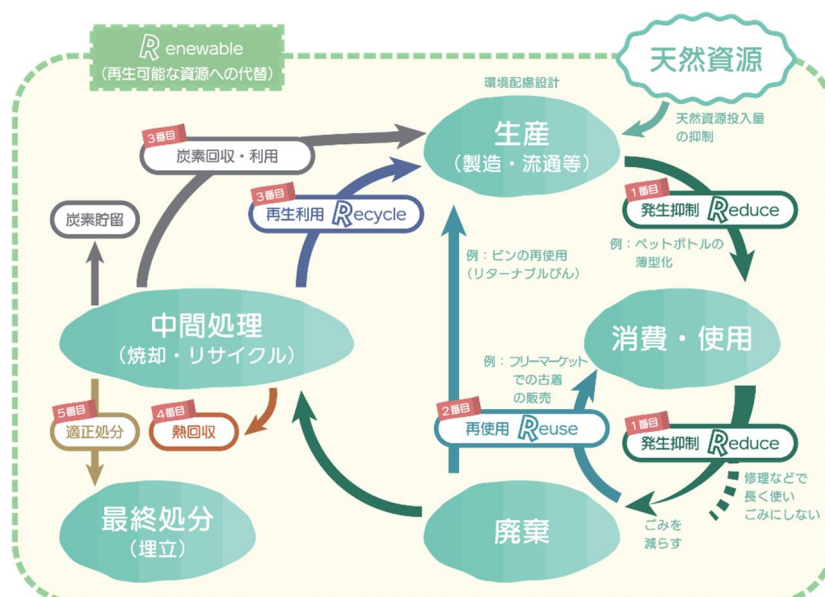 Renewable
(再生可能な資源への代替)
天然資源
環境配慮設計
生産
(製造・流通等)
天然資源投入量
の抑制
3番目
炭素回収・利用
3番目
再生利用 Recycle
1番目
発生抑制 Reduce
炭素貯留
例：ビンの再使用
(リターナブルびん)
例：ペットボトルの
薄型化
中間処理
(焼却・リサイクル)
消費・使用
例：フリーマーケット
での古着
の販売
5番目
適正処分
4番目
熱回収
2番目
再使用 Reuse
1番目
発生抑制 Reduce
修理などで
長く使い
ごみにしない
最終処分
(埋立)
廃棄
ごみを
減らす